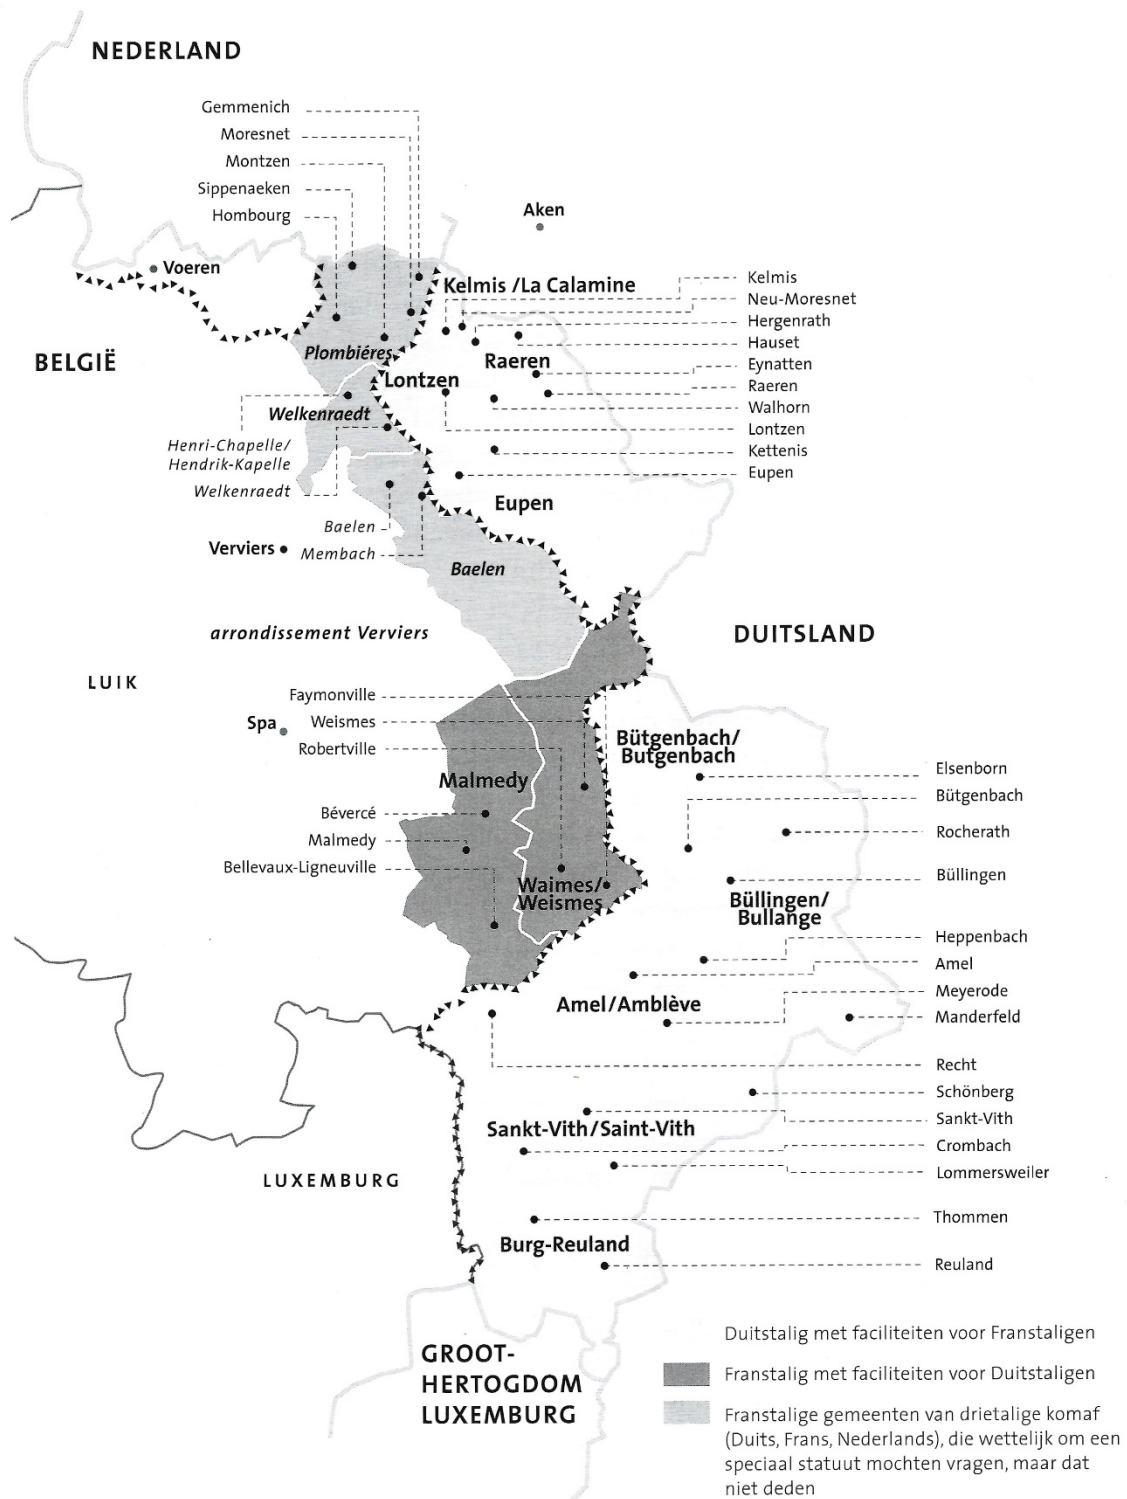 NEDERLAND
Gemmenich
Moresnet
Montzen
Sippenaeken
Hombourg
Aken
Voeren
Kelmis /La Calamine
Kelmis
Neu-Moresnet
Hergenrath
Hauset
Eynatten
Raeren
Walhorn
Lontzen
Kettenis
Eupen
BELGIË
Plombiéres
Raeren
Lontzen
Welkenraedt
Henri-Chapelle/
Hendrik-Kapelle
Welkenraedt
Eupen
Baelen
Verviers
Membach
Baelen
arrondissement Verviers
DUITSLAND
LUIK
Faymonville
Weismes
Robertville
Spa
Bütgenbach/
Butgenbach
Malmedy
Elsenborn
Bütgenbach
Rocherath
Büllingen
Bévercé
Malmedy
Bellevaux-Ligneuville
Waimes/
Weismes
Büllingen/
Bullange
Heppenbach
Amel
Meyerode
Manderfeld
Amel/Amblève
Recht
Schönberg
Sankt-Vith
Crombach
Lommersweiler
Sankt-Vith/Saint-Vith
LUXEMBURG
Thommen
Burg-Reuland
Reuland
GROOT-
HERTOGDOM
LUXEMBURG
Duitstalig met faciliteiten voor Franstaligen
Franstalig met faciliteiten voor Duitstaligen
Franstalige gemeenten van drietalige komaf
(Duits, Frans, Nederlands), die wettelijk om een
speciaal statuut mochten vragen, maar dat
niet deden